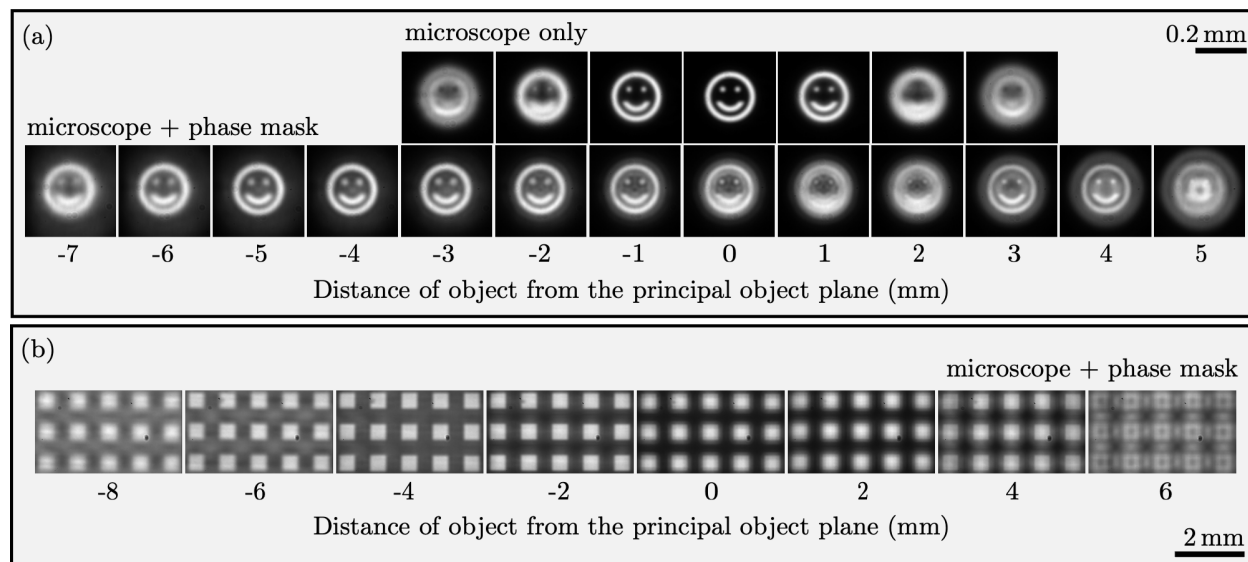 (a)
microscope only
0.2 mm
microscope + phase mask
-7 -6 -5 -4 -3 -2 -1 0 1 2 3 4 5
Distance of object from the principal object plane (mm)
(b)
microscope + phase mask
-8 -6 -4 -2 0 2 4 6
Distance of object from the principal object plane (mm)
2 mm